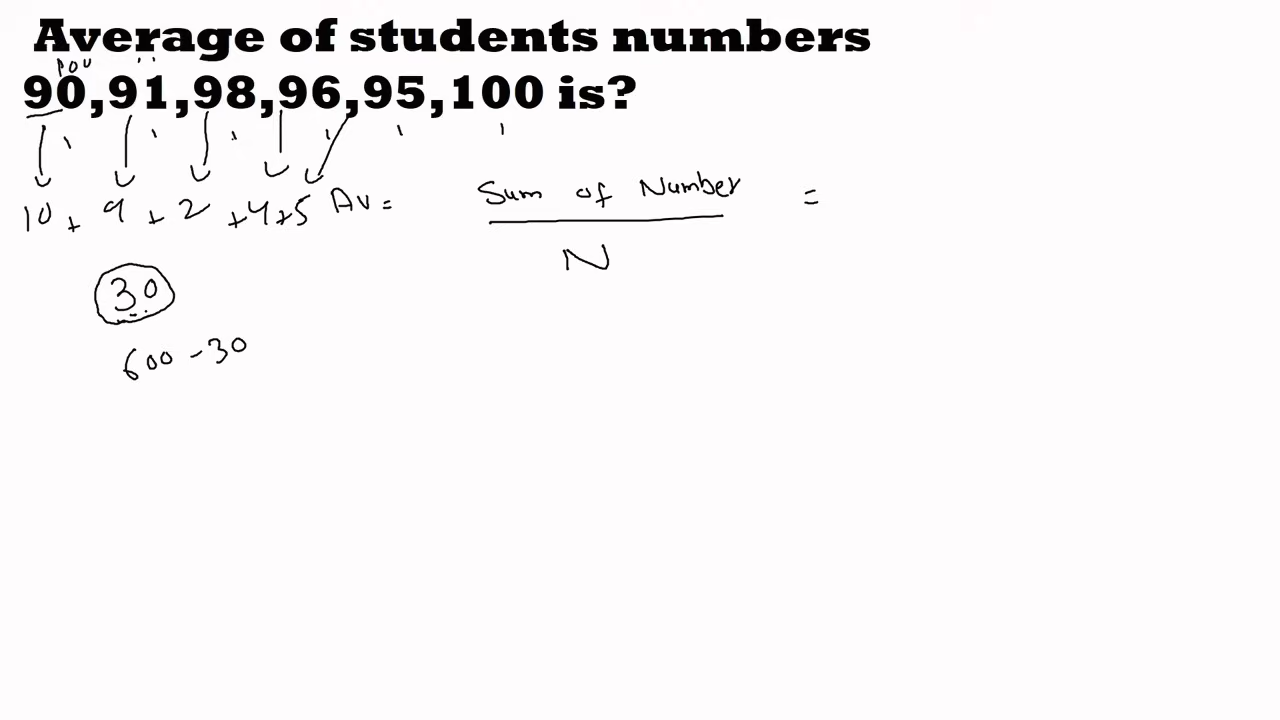 Average of students numbers
90,91,98,96,95,100 is?
10 + 9 + 2 + 4 + 5
Av = Sum of Number =
N
30
600 - 30